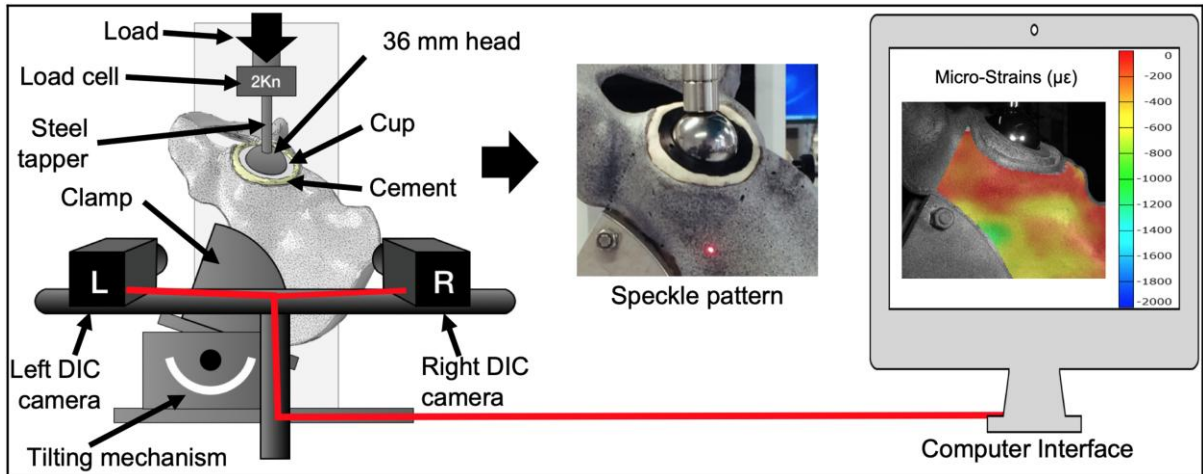 Load
Load cell
2Kn
Steel
tapper
Clamp
36 mm head
Cup
Cement
L
R
Left DIC
camera
Right DIC
camera
Tilting mechanism
Speckle pattern
Micro-Strains (με)
0
-200
-400
-600
-800
-1000
-1200
-1400
-1600
-1800
-2000
Computer Interface